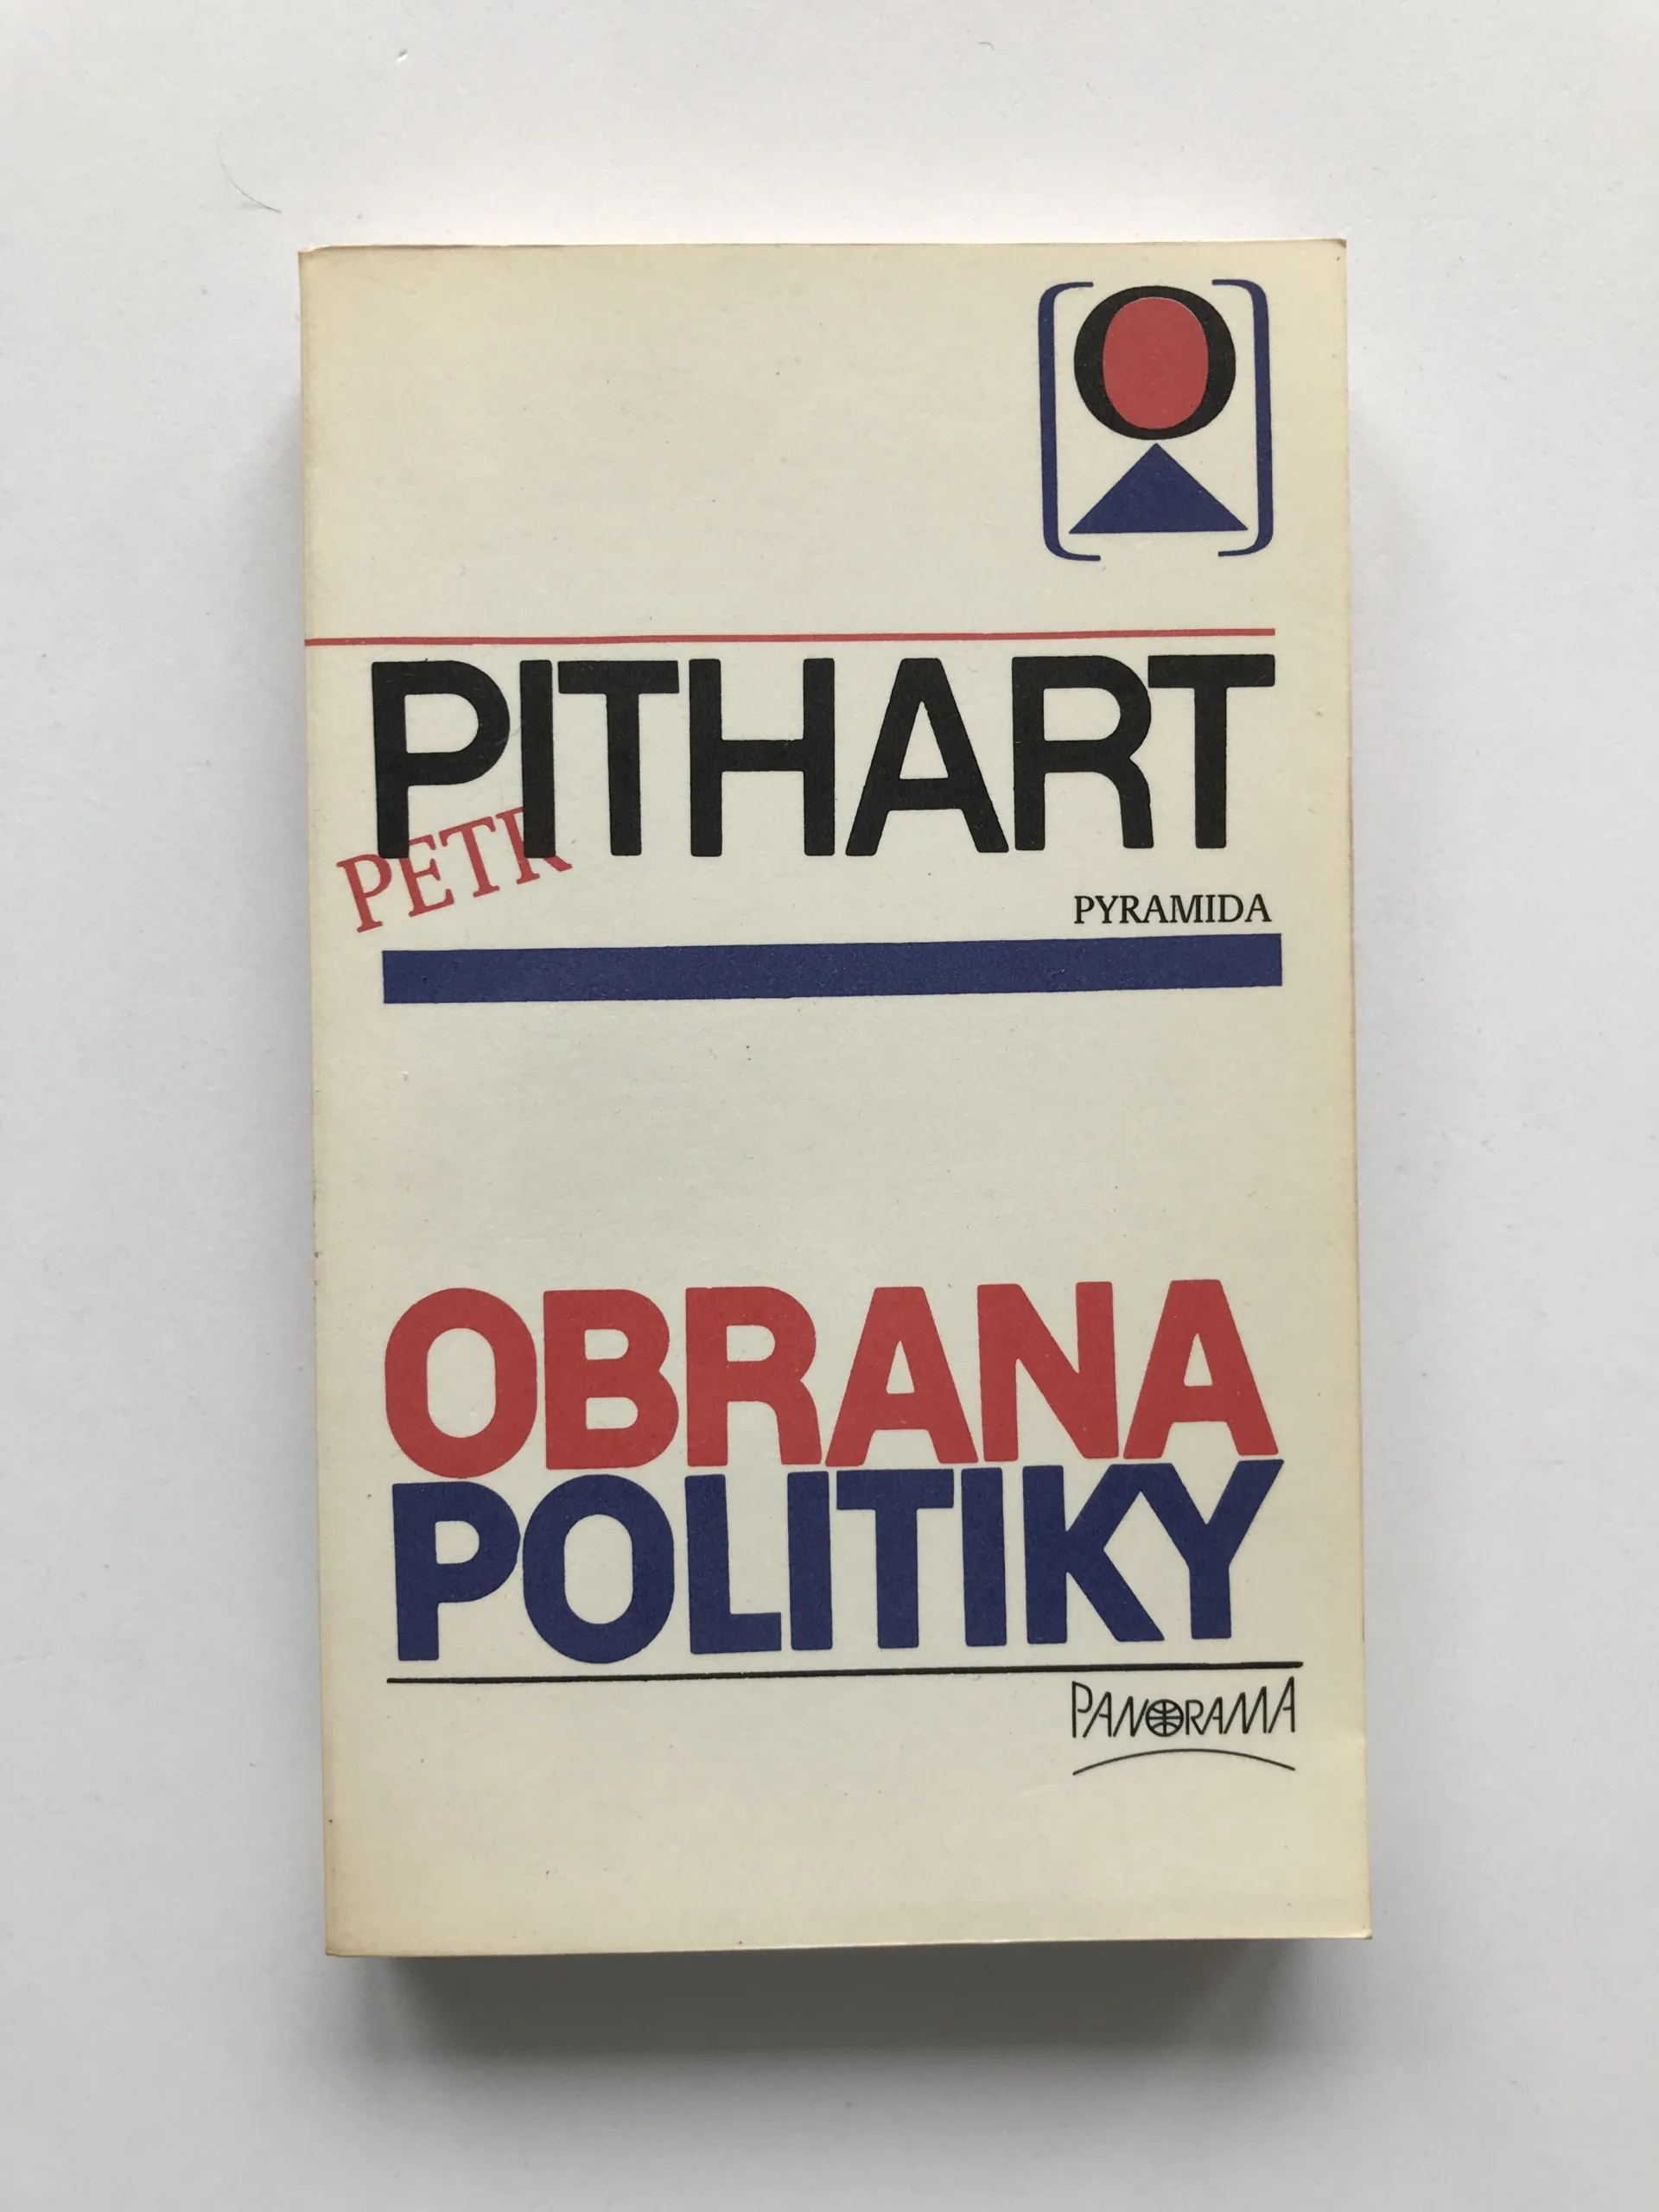 PITHART
PETR
PYRAMIDA
OBRANA
POLITIKY
PANORAMA